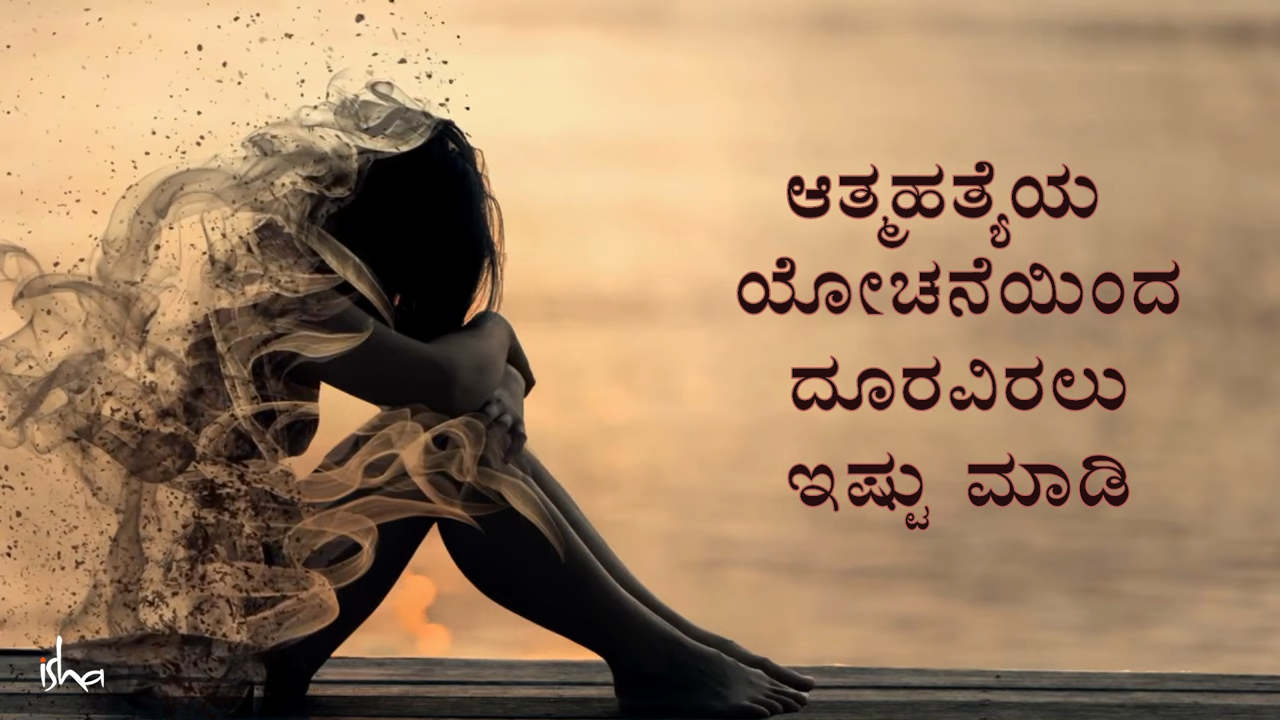 ಆತ್ಮಹತ್ಯೆಯ
ಯೋಚನೆಯಿಂದ
ದೂರವಿರಲು
ಇಷ್ಟು ಮಾಡಿ
isha